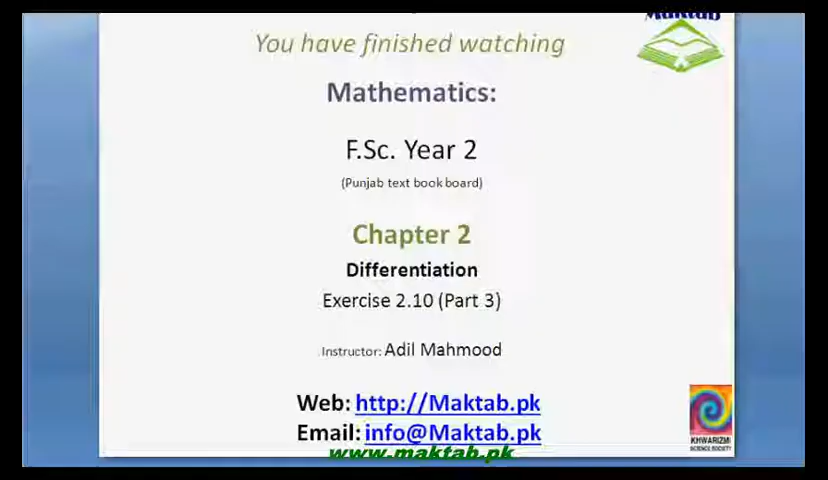 Maktab
You have finished watching
Mathematics:
F.Sc. Year 2
(Punjab text book board)
Chapter 2
Differentiation
Exercise 2.10 (Part 3)
Instructor: Adil Mahmood
Web: http://Maktab.pk
Email: info@Maktab.pk
www.maktab.pk
KHWARIZMI
SCIENCE SOCIETY